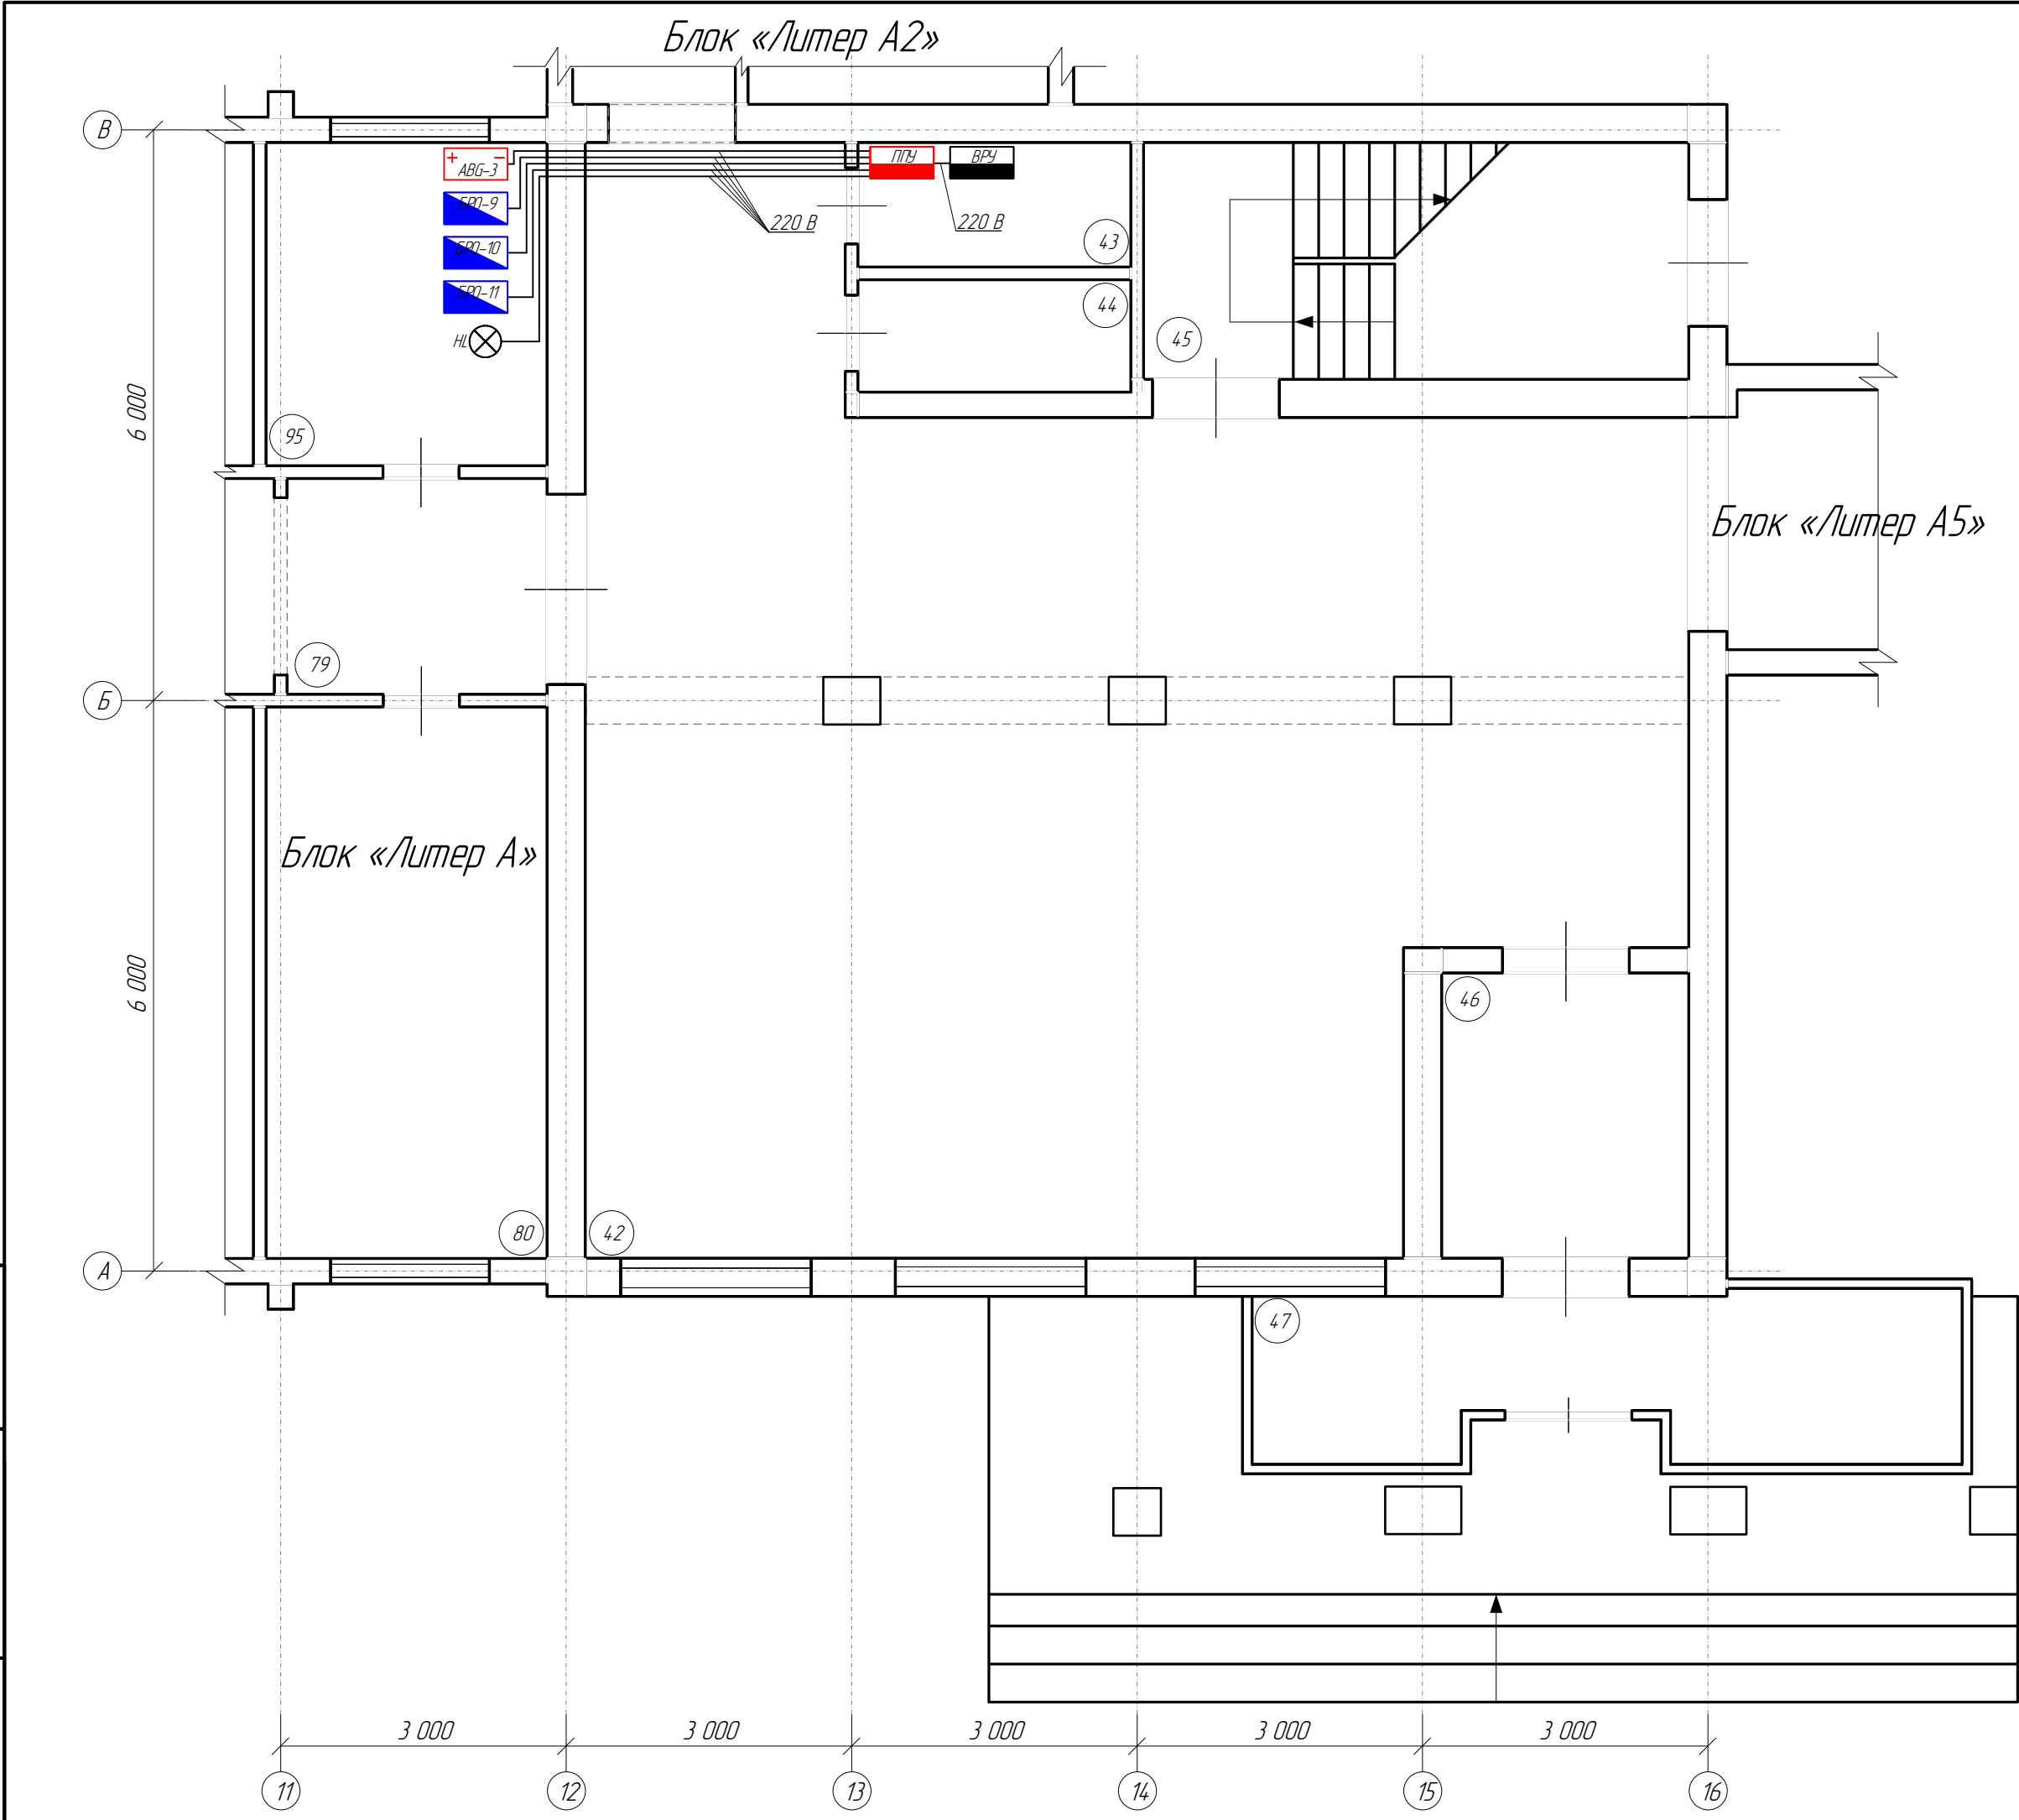 Блок «Литер А2»
В
+ −
АВG-3
ППУ
ВРУ
БРО-9
220 В
220 В
43
БРО-10
БРО-11
44
HL
45
6 000
95
Блок «Литер А5»
79
Б
Блок «Литер А»
6 000
46
80
42
А
47
3 000
3 000
3 000
3 000
3 000
11
12
13
14
15
16